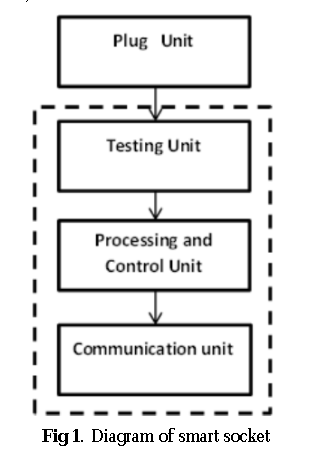 Plug Unit
Testing Unit
Processing and
Control Unit
Communication unit
Fig 1. Diagram of smart socket